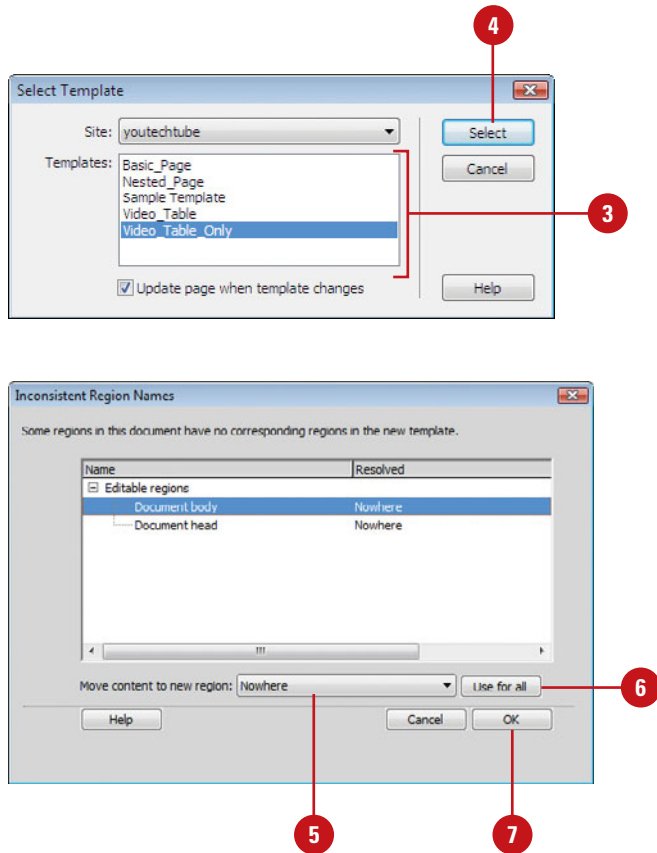 4
Select Template
Site: youtechtube
Select
Templates: Basic_Page
Cancel
Nested_Page
Sample Template
Video_Table
Video_Table_Only
3
Update page when template changes
Help
Inconsistent Region Names
Some regions in this document have no corresponding regions in the new template.
Name Resolved
Editable regions
Document body Nowhere
Document head Nowhere
Move content to new region: Nowhere Use for all
6
Help Cancel OK
5 7